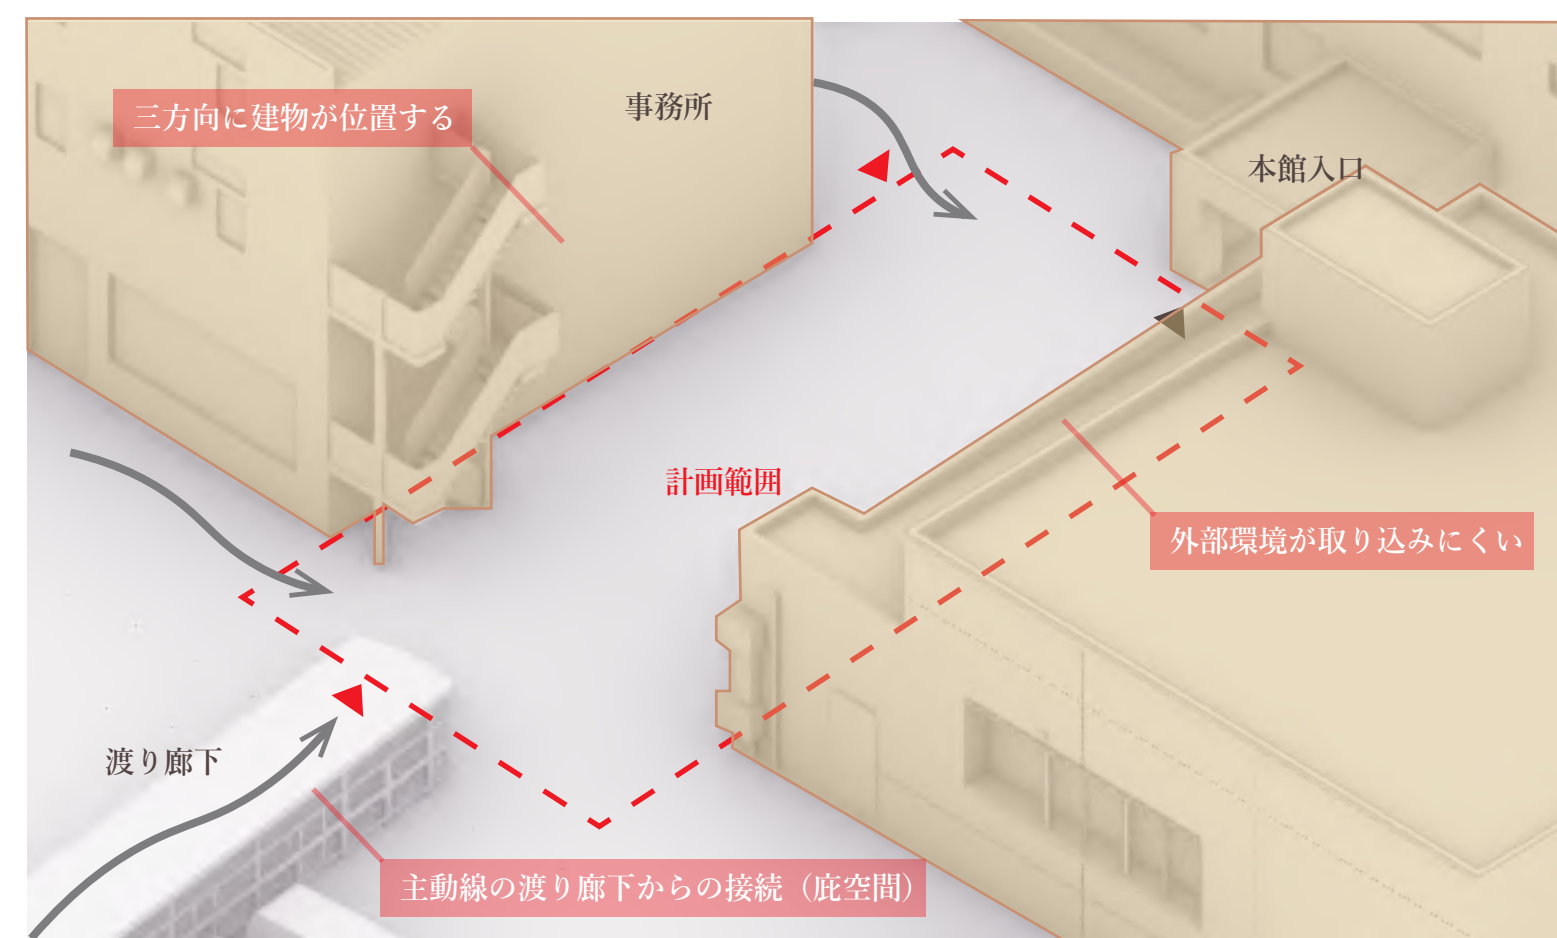 三方向に建物が位置する
事務所
本館入口
計画範囲
外部環境が取り込みにくい
渡り廊下
主動線の渡り廊下からの接続（庇空間）